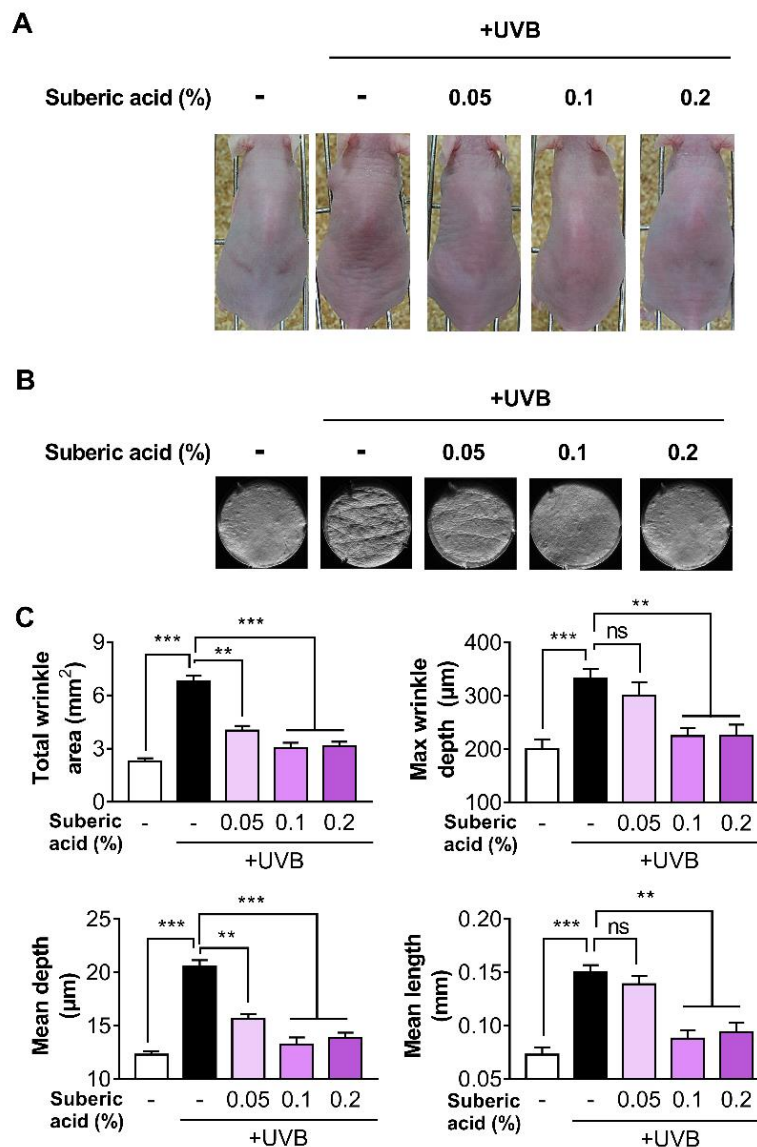 A
+UVB
Suberic acid (%) - - 0.05 0.1 0.2
B
+UVB
Suberic acid (%) - - 0.05 0.1 0.2
C
Total wrinkle
area (mm²)
9
6
3
0
***
**
***
Suberic
acid (%)
- - 0.05 0.1 0.2
+UVB
Max wrinkle
depth (µm)
400
300
200
100
***
ns
**
Suberic
acid (%)
- - 0.05 0.1 0.2
+UVB
Mean depth
(µm)
25
20
15
10
***
**
***
Suberic
acid (%)
- - 0.05 0.1 0.2
+UVB
Mean length
(mm)
0.20
0.15
0.10
0.05
***
ns
**
Suberic
acid (%)
- - 0.05 0.1 0.2
+UVB